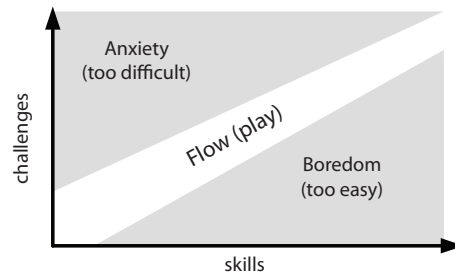 Anxiety
(too difficult)
challenges
Flow (play)
Boredom
(too easy)
skills